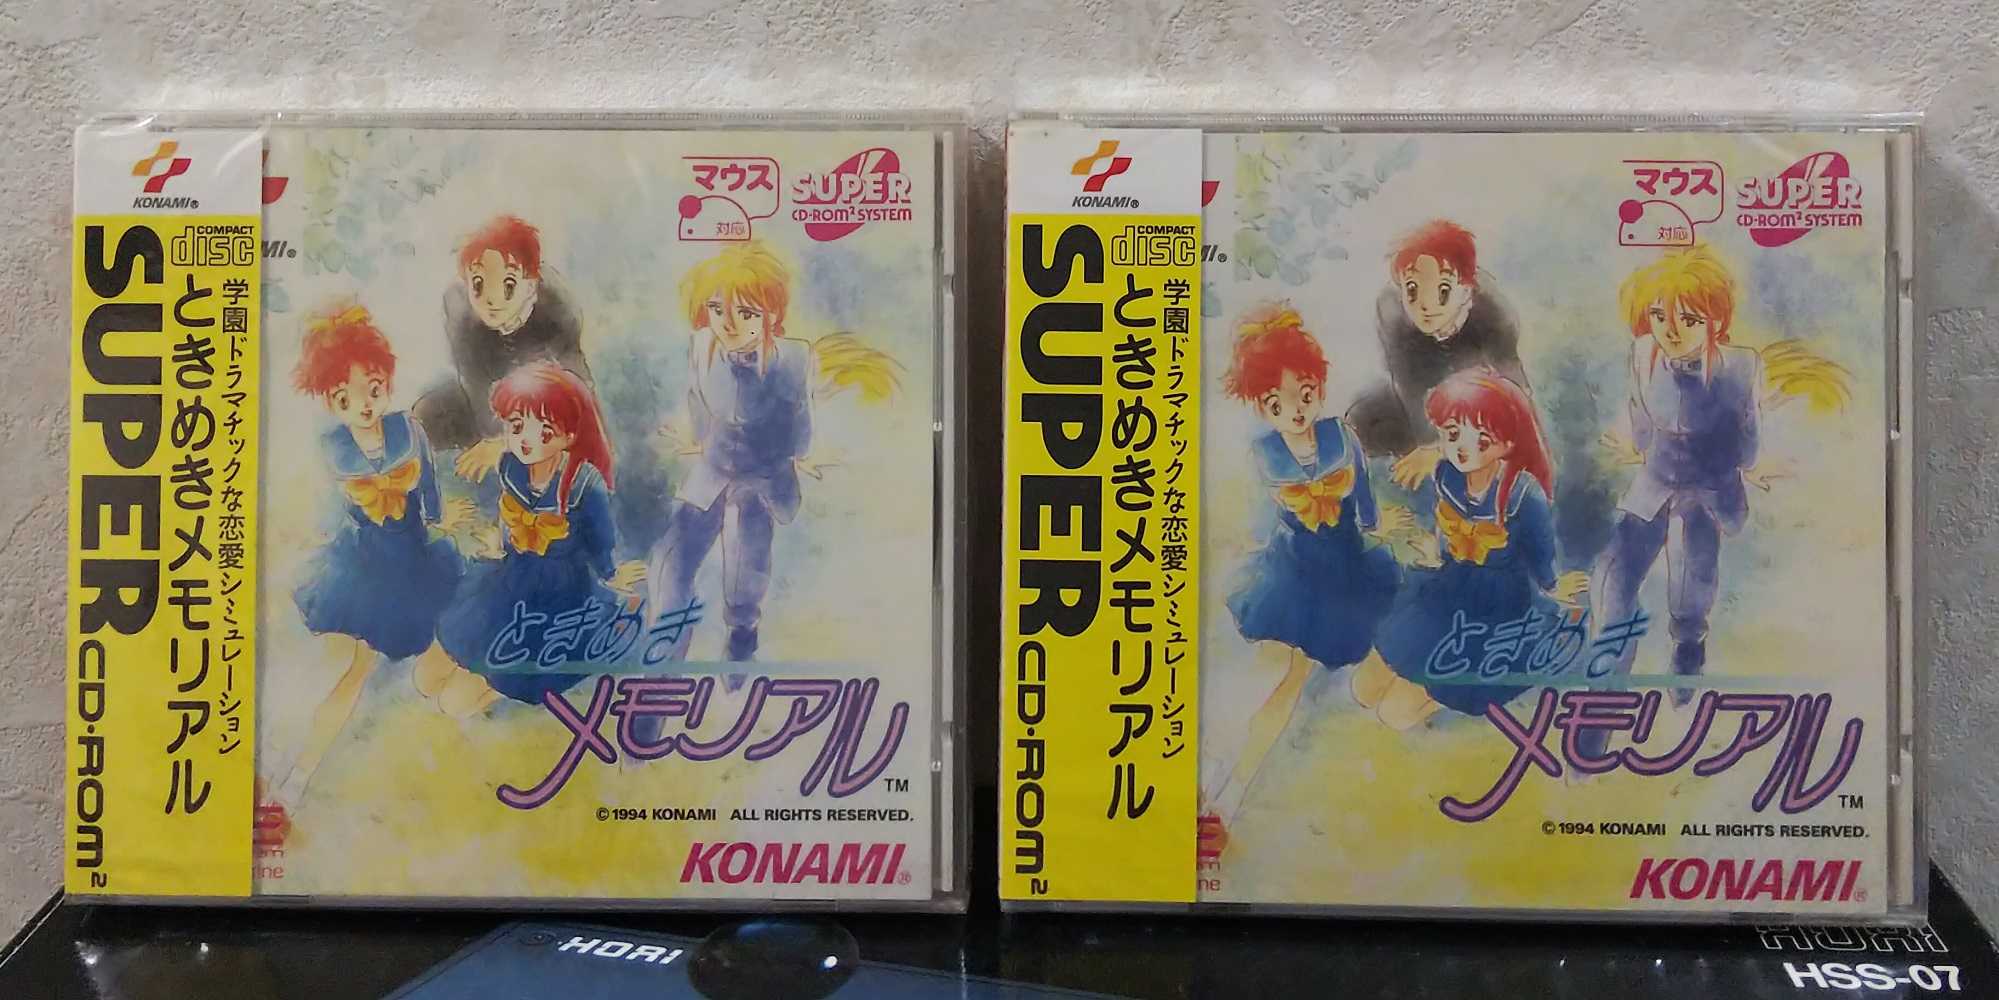 KONAMI®
COMPACT
disc
学園ドラマチックな恋愛シミュレーション
ときめきメモリアル
SUPER CD-ROM²
MI®
マウス
対応
SUPER
CD-ROM² SYSTEM
ときめき
メモリアル
TM
©1994 KONAMI ALL RIGHTS RESERVED.
KONAMI®
KONAMI®
COMPACT
disc
学園ドラマチックな恋愛シミュレーション
ときめきメモリアル
SUPER CD-ROM²
マウス
対応
SUPER
CD-ROM² SYSTEM
ときめき
メモリアル
TM
©1994 KONAMI ALL RIGHTS RESERVED.
KONAMI®
HORI
HORI
HSS-07